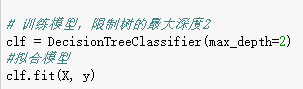 # 训练模型，限制树的最大深度2
clf = DecisionTreeClassifier(max_depth=2)
#拟合模型
clf.fit(X, y)